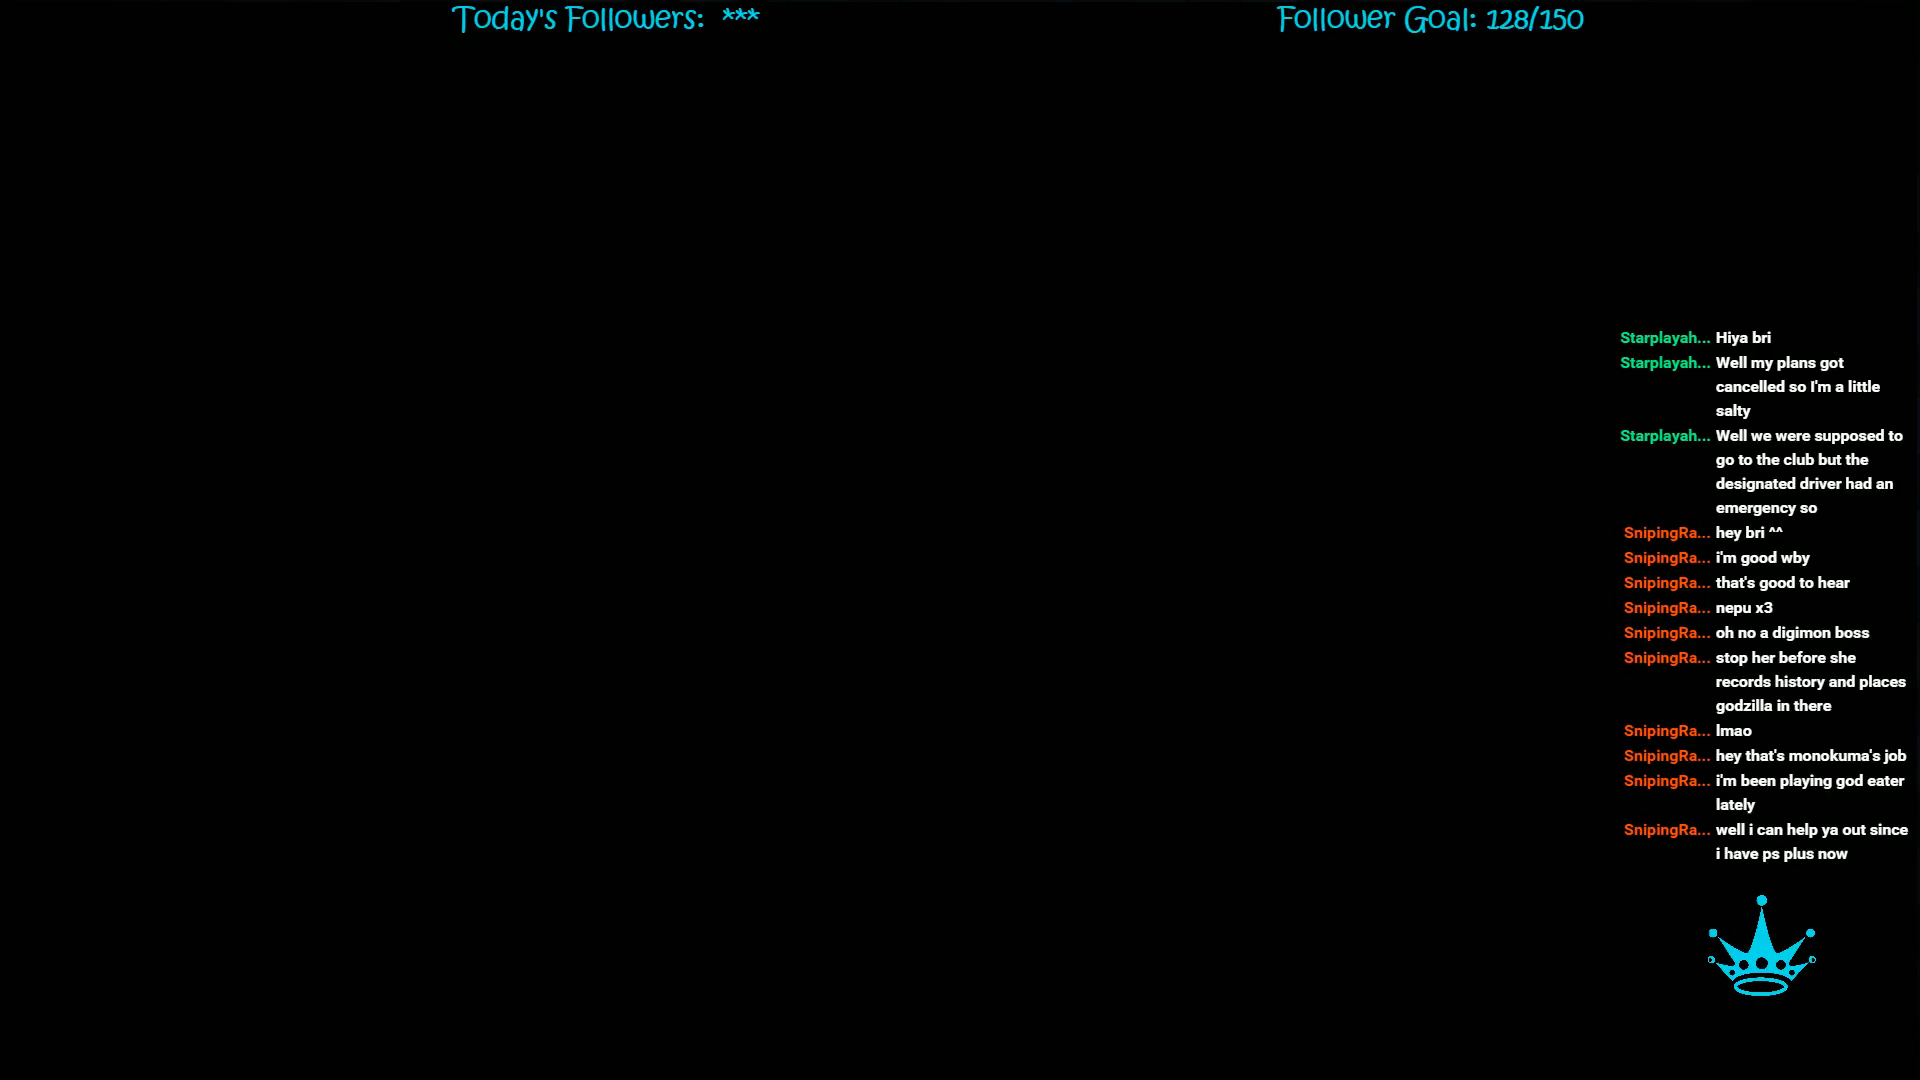 Today's Followers: ***
Follower Goal: 128/150
Starplayah... Hiya bri
Starplayah... Well my plans got
cancelled so I'm a little
salty
Starplayah... Well we were supposed to
go to the club but the
designated driver had an
emergency so
SnipingRa... hey bri ^^
SnipingRa... i'm good wby
SnipingRa... that's good to hear
SnipingRa... nepu x3
SnipingRa... oh no a digimon boss
SnipingRa... stop her before she
records history and places
godzilla in there
SnipingRa... lmao
SnipingRa... hey that's monokuma's job
SnipingRa... i'm been playing god eater
lately
SnipingRa... well i can help ya out since
i have ps plus now